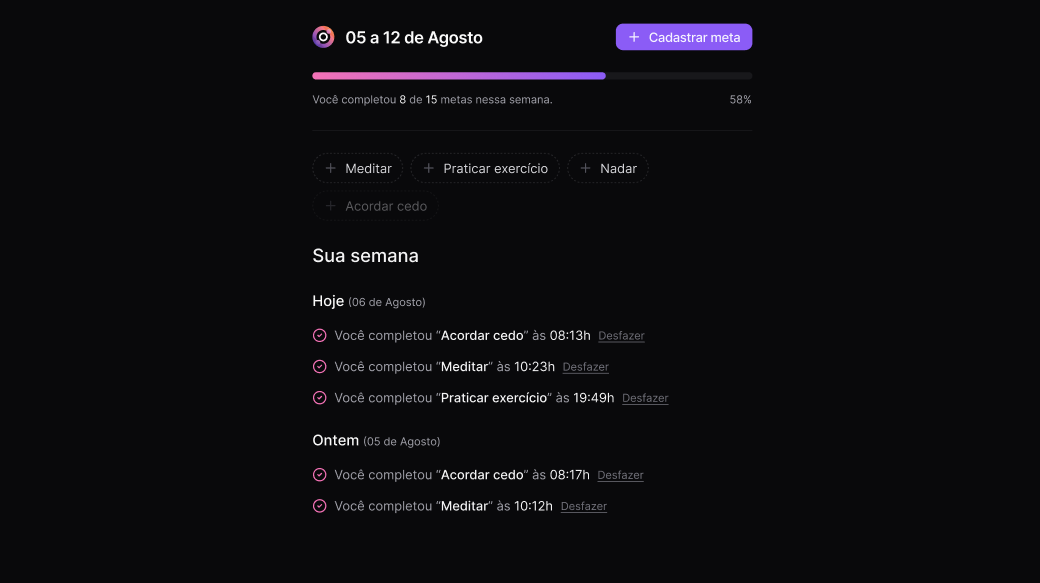 05 a 12 de Agosto
+ Cadastrar meta
Você completou 8 de 15 metas nessa semana.
58%
+ Meditar
+ Praticar exercício
+ Nadar
+ Acordar cedo
Sua semana
Hoje (06 de Agosto)
Você completou “Acordar cedo” às 08:13h Desfazer
Você completou “Meditar” às 10:23h Desfazer
Você completou “Praticar exercício” às 19:49h Desfazer
Ontem (05 de Agosto)
Você completou “Acordar cedo” às 08:17h Desfazer
Você completou “Meditar” às 10:12h Desfazer